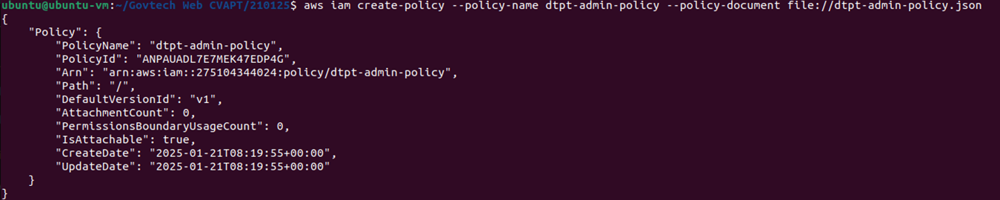 ubuntu@ubuntu-vm:~/Govtech Web CVAPT/210125$ aws iam create-policy --policy-name dtpt-admin-policy --policy-document file://dtpt-admin-policy.json
{
    "Policy": {
        "PolicyName": "dtpt-admin-policy",
        "PolicyId": "ANPAUADL7E7MEK47EDP4G",
        "Arn": "arn:aws:iam::275104344024:policy/dtpt-admin-policy",
        "Path": "/",
        "DefaultVersionId": "v1",
        "AttachmentCount": 0,
        "PermissionsBoundaryUsageCount": 0,
        "IsAttachable": true,
        "CreateDate": "2025-01-21T08:19:55+00:00",
        "UpdateDate": "2025-01-21T08:19:55+00:00"
    }
}